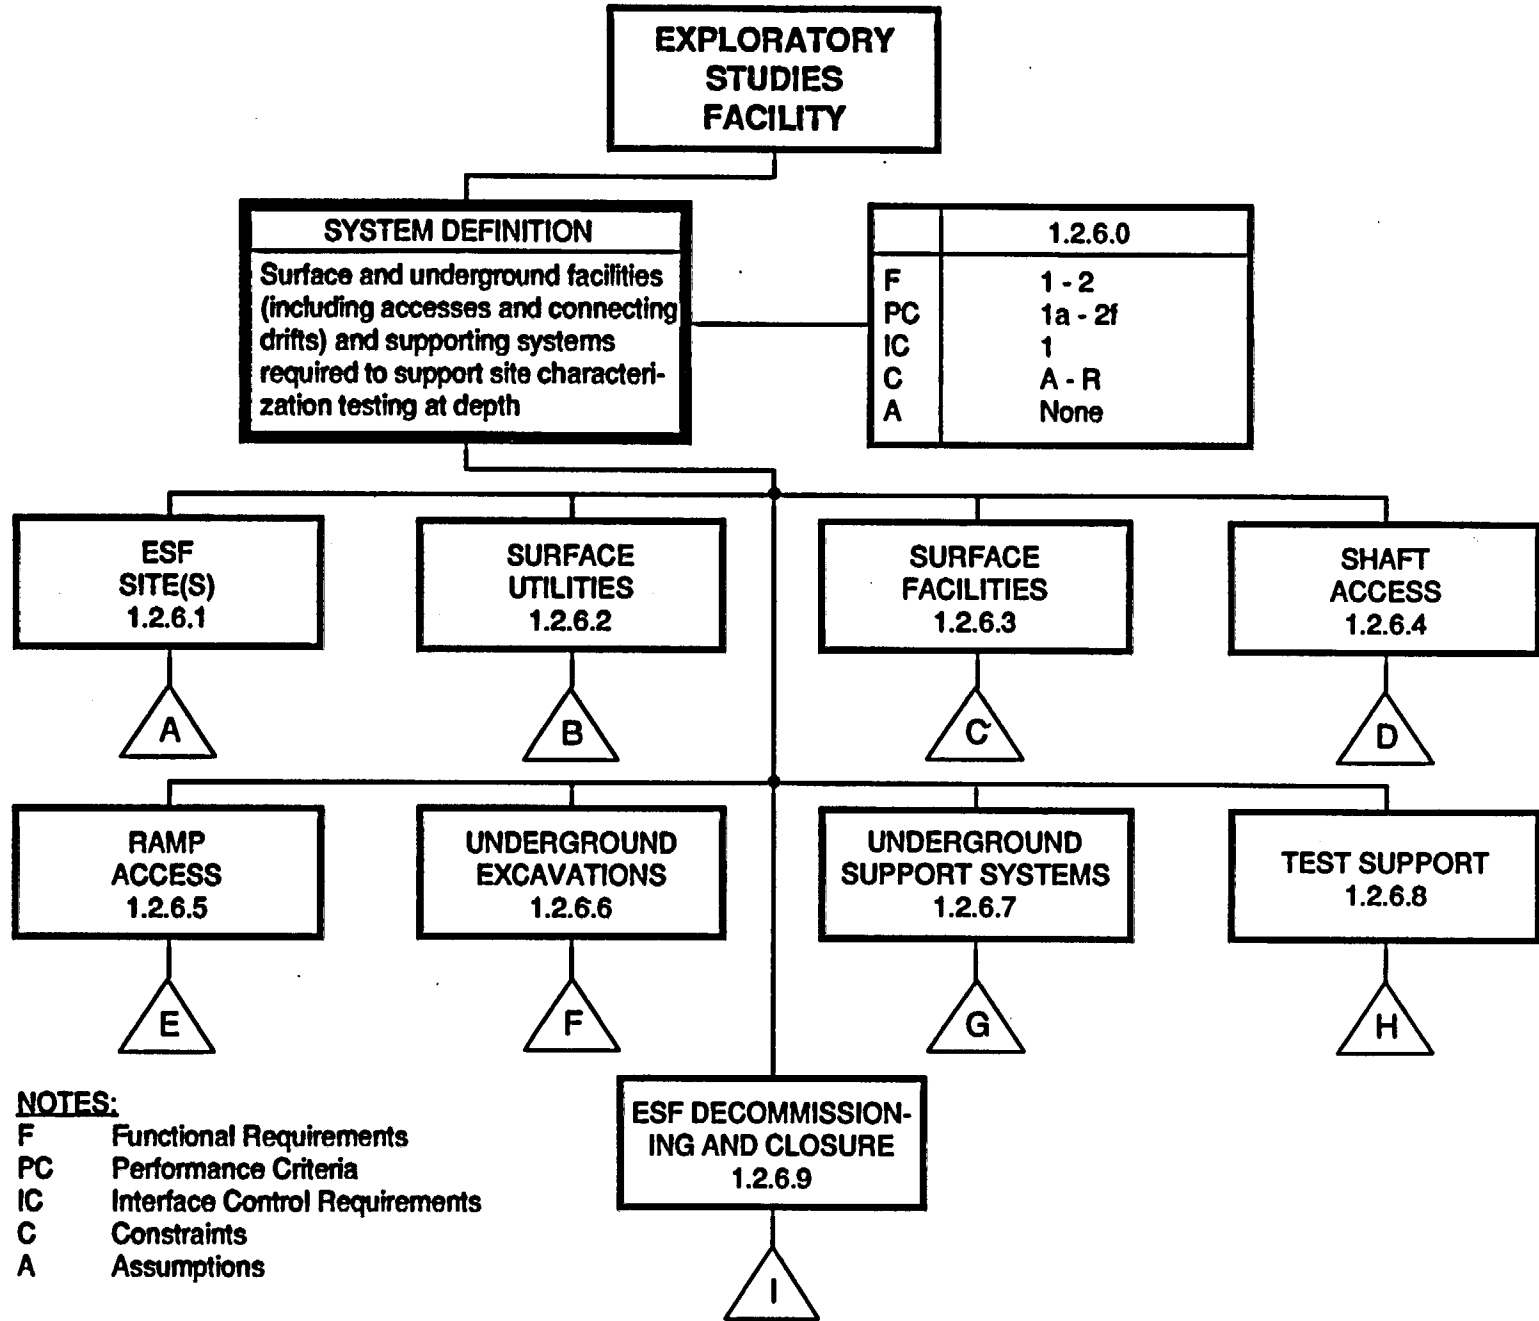 EXPLORATORY
STUDIES
FACILITY
SYSTEM DEFINITION
Surface and underground facilities
(including accesses and connecting
drifts) and supporting systems
required to support site characteri-
zation testing at depth
1.2.6.0
F 1 - 2
PC 1a - 2f
IC 1
C A - R
A None
ESF
SITE(S)
1.2.6.1
SURFACE
UTILITIES
1.2.6.2
SURFACE
FACILITIES
1.2.6.3
SHAFT
ACCESS
1.2.6.4
A
B
C
D
RAMP
ACCESS
1.2.6.5
UNDERGROUND
EXCAVATIONS
1.2.6.6
UNDERGROUND
SUPPORT SYSTEMS
1.2.6.7
TEST SUPPORT
1.2.6.8
E
F
G
H
ESF DECOMMISSION-
ING AND CLOSURE
1.2.6.9
I
NOTES:
F Functional Requirements
PC Performance Criteria
IC Interface Control Requirements
C Constraints
A Assumptions